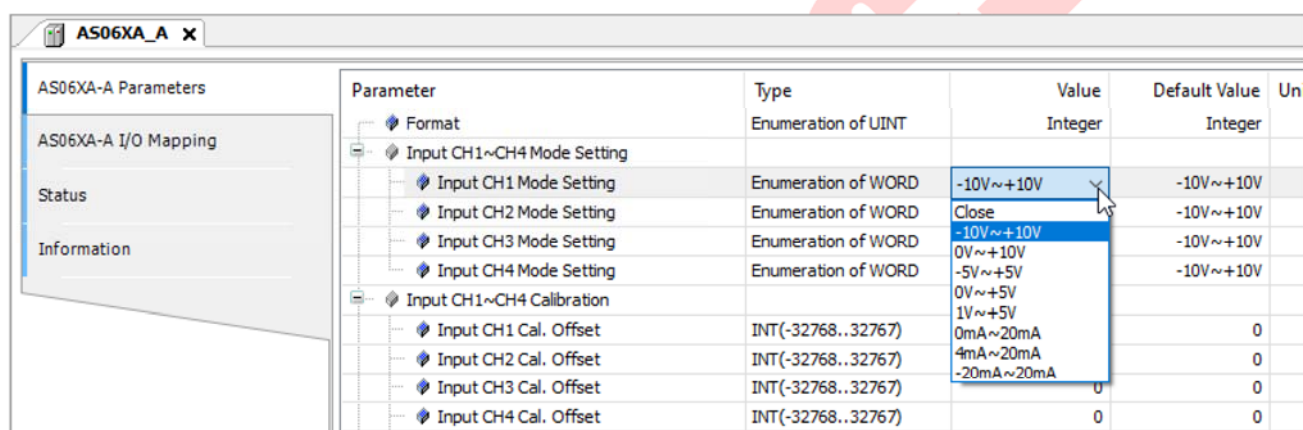 AS06XA_A X
AS06XA-A Parameters
AS06XA-A I/O Mapping
Status
Information
Parameter Type Value Default Value Un
Format Enumeration of UINT Integer Integer
Input CH1~CH4 Mode Setting
Input CH1 Mode Setting Enumeration of WORD -10V~+10V -10V~+10V
Input CH2 Mode Setting Enumeration of WORD -10V~+10V
Input CH3 Mode Setting Enumeration of WORD -10V~+10V
Input CH4 Mode Setting Enumeration of WORD -10V~+10V
Close
-10V~+10V
0V~+10V
-5V~+5V
0V~+5V
1V~+5V
0mA~20mA
4mA~20mA
-20mA~20mA
Input CH1~CH4 Calibration
Input CH1 Cal. Offset INT(-32768..32767) 0
Input CH2 Cal. Offset INT(-32768..32767) 0
Input CH3 Cal. Offset INT(-32768..32767) 0 0
Input CH4 Cal. Offset INT(-32768..32767) 0 0